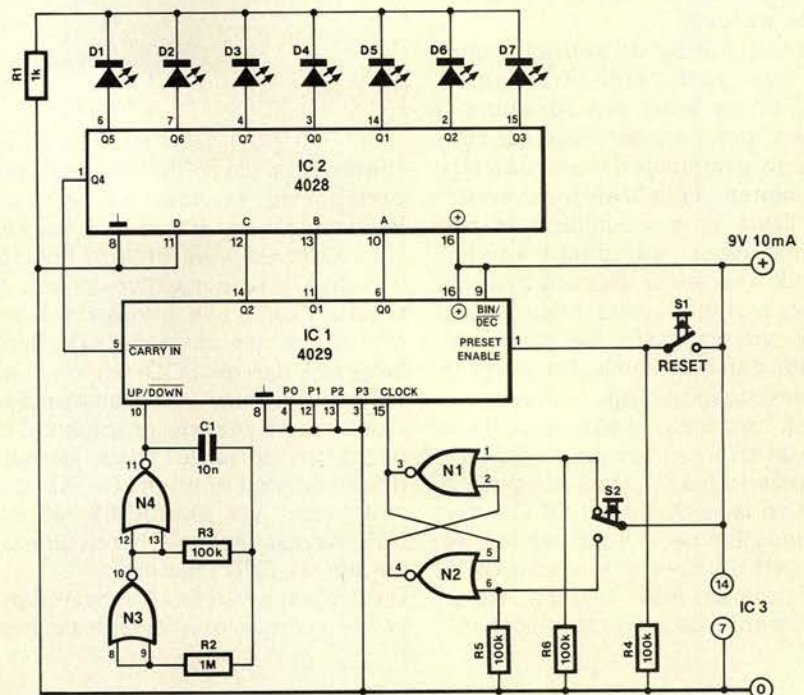 D1 D2 D3 D4 D5 D6 D7
R1 1k
6 7 4 3 14 2 15
Q5 Q6 Q7 Q0 Q1 Q2 Q3
1 Q4
IC 2
4028
D C B A
8 11 12 13 10 16
9V 10mA
14 11 6 16 9
Q2 Q1 Q0 BIN/DEC
S1
5 CARRY IN
IC 1
4029
PRESET ENABLE 1
RESET
UP/DOWN P0 P1 P2 P3 CLOCK
10 8 4 12 13 3 15
C1
10n
11
N4
12 13
R3
100k
10
N3
8 9
R2
1M
3 N1 1
2
S2
4 N2 5
6
R5 100k
R6 100k
R4 100k
14
IC 3
7
0